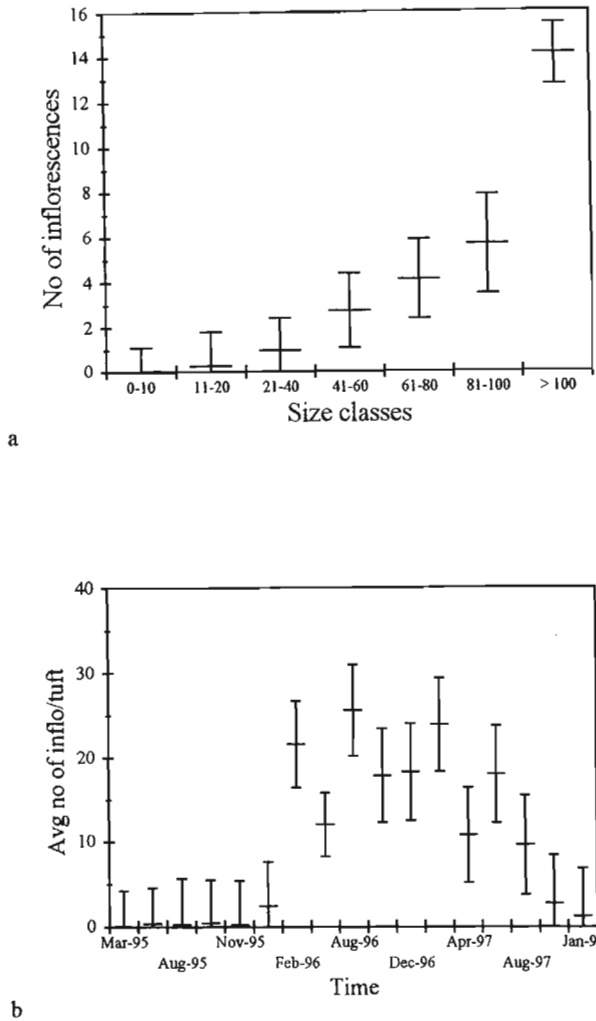 16
14
12
10
8
6
4
2
0
No of inflorescences
0-10 11-20 21-40 41-60 61-80 81-100 > 100
Size classes
a
40
30
20
10
0
Avg no of inflo/tuft
Mar-95 Nov-95 Aug-96 Apr-97 Jan-9
Aug-95 Feb-96 Dec-96 Aug-97
Time
b